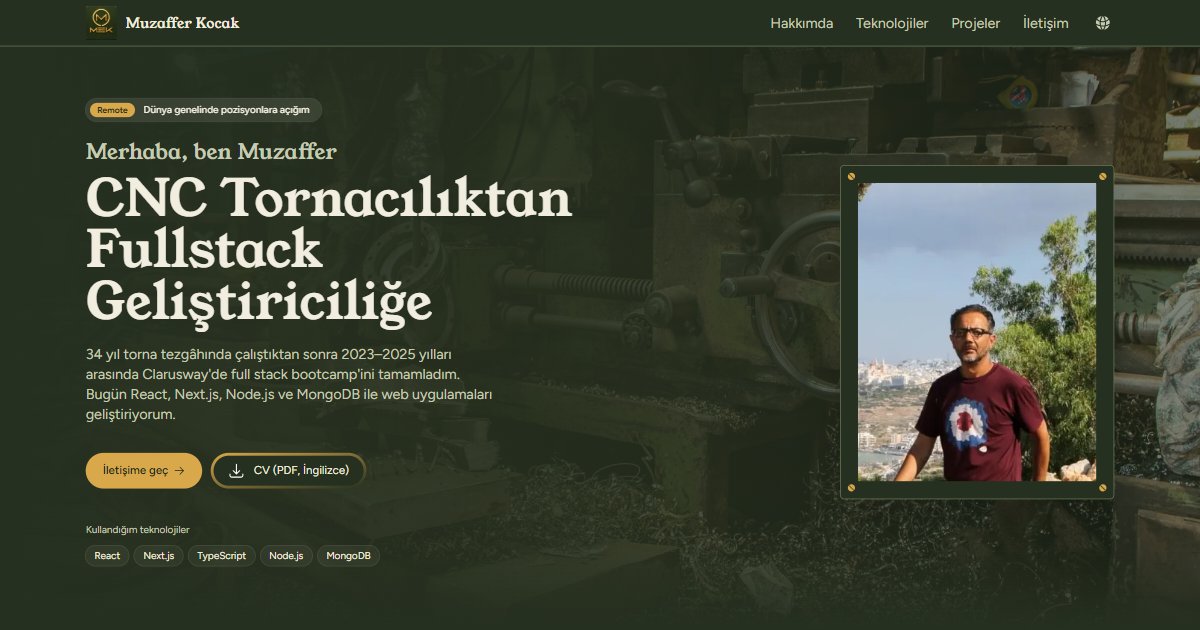 MEK
Muzaffer Kocak
Hakkımda
Teknolojiler
Projeler
İletişim
Remote
Dünya genelinde pozisyonlara açığım
Merhaba, ben Muzaffer
CNC Tornacılıktan
Fullstack
Geliştiriciliğe
34 yıl torna tezgâhında çalıştıktan sonra 2023–2025 yılları
arasında Clarusway'de full stack bootcamp'ini tamamladım.
Bugün React, Next.js, Node.js ve MongoDB ile web uygulamaları
geliştiriyorum.
İletişime geç →
CV (PDF, İngilizce)
Kullandığım teknolojiler
React
Next.js
TypeScript
Node.js
MongoDB